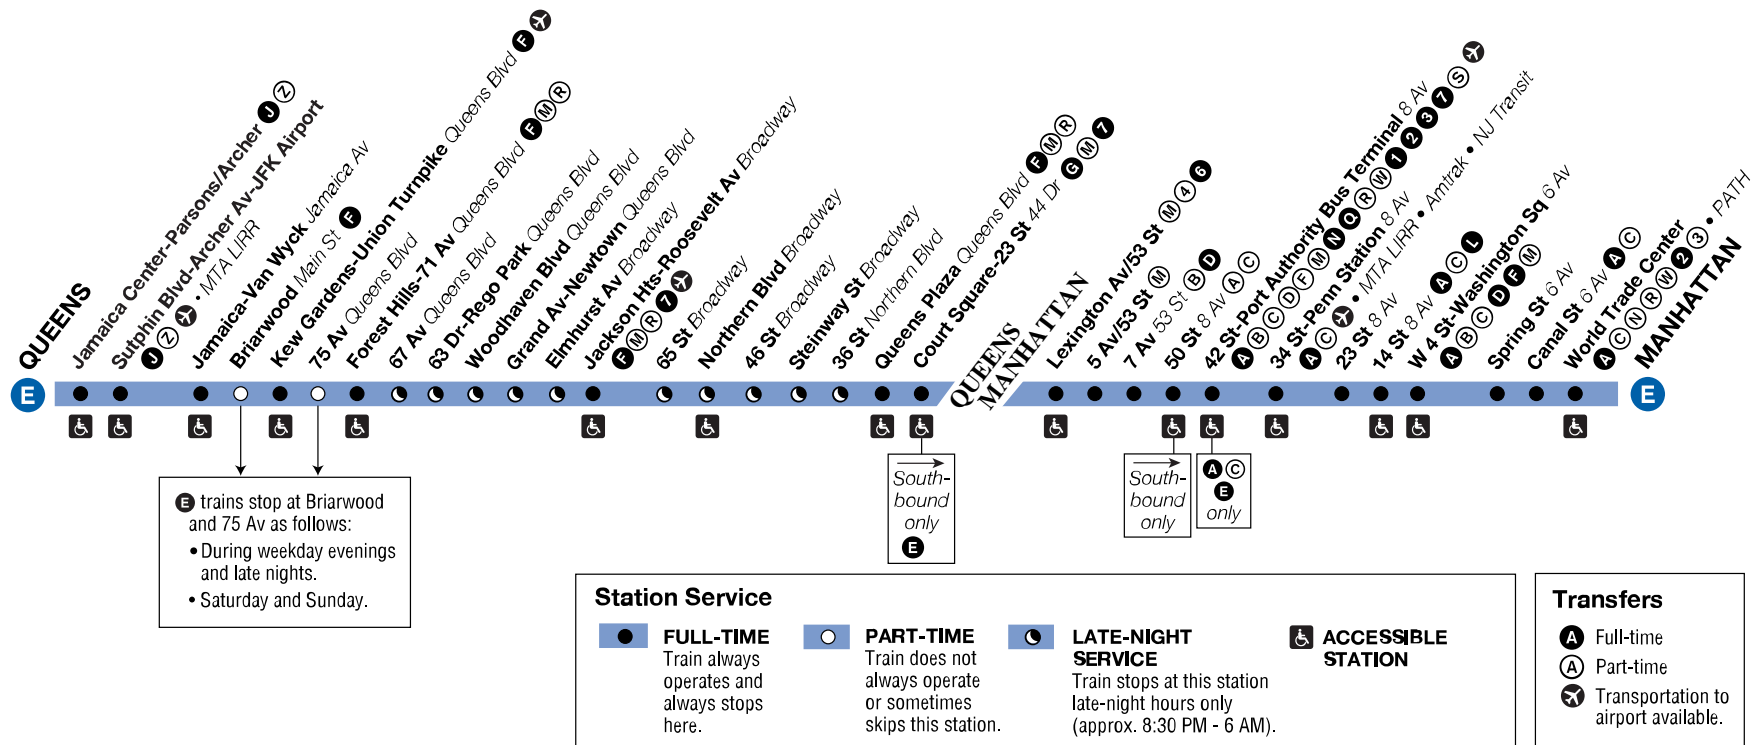 QUEENS
E
Jamaica Center-Parsons/Archer J Z
Sutphin Blvd-Archer Av-JFK Airport
J Z • MTA LIRR
Jamaica-Van Wyck Jamaica Av
Briarwood Main St F
Kew Gardens-Union Turnpike Queens Blvd F
75 Av Queens Blvd
Forest Hills-71 Av Queens Blvd F M R
67 Av Queens Blvd
63 Dr-Rego Park Queens Blvd
Woodhaven Blvd Queens Blvd
Grand Av-Newtown Queens Blvd
Elmhurst Av Broadway
Jackson Hts-Roosevelt Av Broadway
F M R 7
65 St Broadway
Northern Blvd Broadway
46 St Broadway
Steinway St Broadway
36 St Northern Blvd
Queens Plaza Queens Blvd F M R
Court Square-23 St 44 Dr G M 7
QUEENS
MANHATTAN
Lexington Av/53 St M 4 6
5 Av/53 St M
7 Av 53 St B D
50 St 8 Av A C
42 St-Port Authority Bus Terminal 8 Av
A B C D F M N Q R W 1 2 3 7 S
34 St-Penn Station 8 Av
A C • MTA LIRR • Amtrak • NJ Transit
23 St 8 Av
14 St 8 Av A C L
W 4 St-Washington Sq 6 Av
A B C D F M
Spring St 6 Av
Canal St 6 Av A C
World Trade Center
A C N R W 2 3 • PATH
MANHATTAN
E
E trains stop at Briarwood
and 75 Av as follows:
• During weekday evenings
and late nights.
• Saturday and Sunday.
South-
bound
only
E
South-
bound
only
A C
E
only
Station Service
FULL-TIME
Train always
operates and
always stops
here.
PART-TIME
Train does not
always operate
or sometimes
skips this station.
LATE-NIGHT
SERVICE
Train stops at this station
late-night hours only
(approx. 8:30 PM - 6 AM).
ACCESSIBLE
STATION
Transfers
A Full-time
A Part-time
Transportation to
airport available.